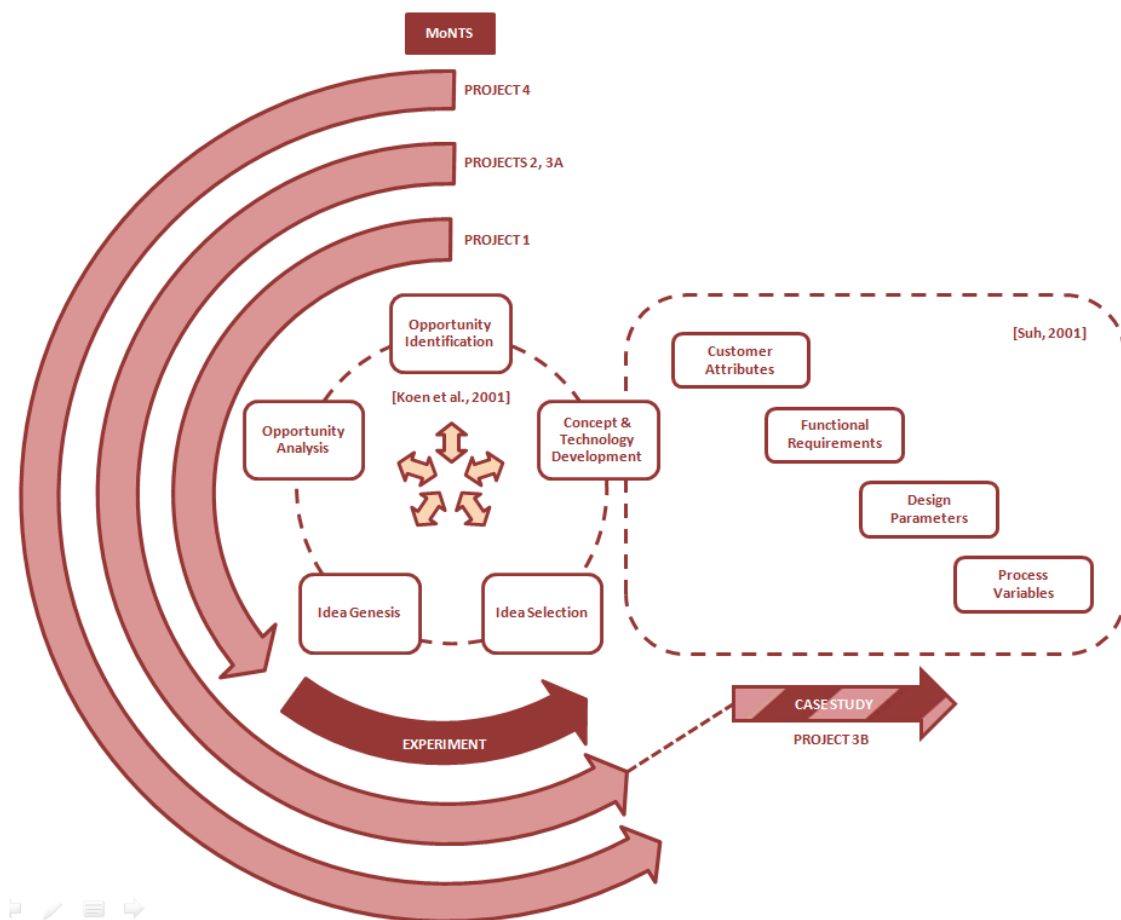 MoNTS
PROJECT 4
PROJECTS 2, 3A
PROJECT 1
Opportunity
Identification
[Koen et al., 2001]
Opportunity
Analysis
Concept &
Technology
Development
Idea Genesis
Idea Selection
[Suh, 2001]
Customer
Attributes
Functional
Requirements
Design
Parameters
Process
Variables
EXPERIMENT
CASE STUDY
PROJECT 3B